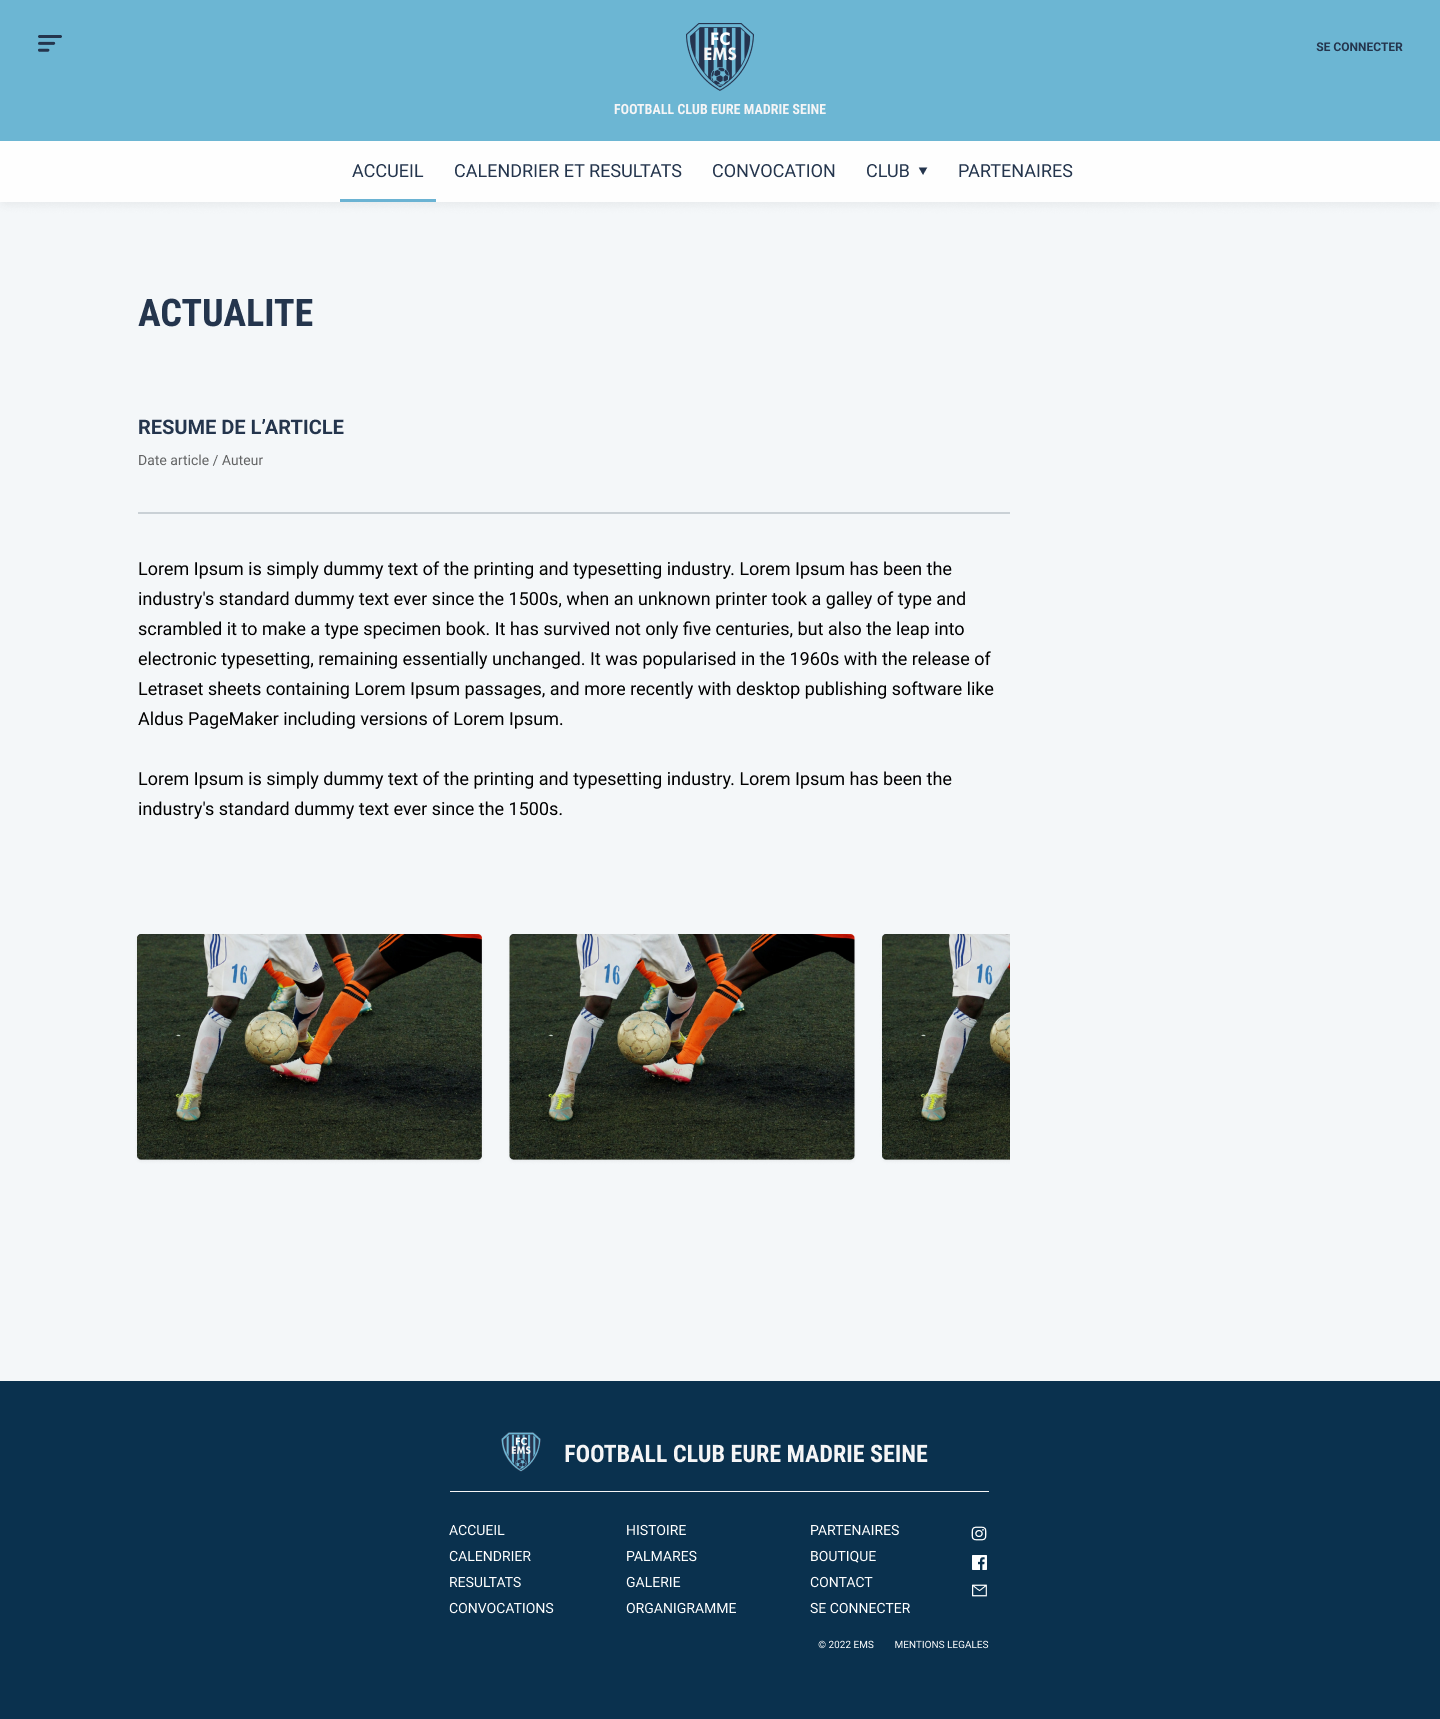 FC
EMS
SE CONNECTER
FOOTBALL CLUB EURE MADRIE SEINE
ACCUEIL CALENDRIER ET RESULTATS CONVOCATION CLUB ▼ PARTENAIRES
ACTUALITE
RESUME DE L’ARTICLE
Date article / Auteur
Lorem Ipsum is simply dummy text of the printing and typesetting industry. Lorem Ipsum has been the
industry's standard dummy text ever since the 1500s, when an unknown printer took a galley of type and
scrambled it to make a type specimen book. It has survived not only five centuries, but also the leap into
electronic typesetting, remaining essentially unchanged. It was popularised in the 1960s with the release of
Letraset sheets containing Lorem Ipsum passages, and more recently with desktop publishing software like
Aldus PageMaker including versions of Lorem Ipsum.
Lorem Ipsum is simply dummy text of the printing and typesetting industry. Lorem Ipsum has been the
industry's standard dummy text ever since the 1500s.
16
16
16
FC
EMS
FOOTBALL CLUB EURE MADRIE SEINE
ACCUEIL HISTOIRE PARTENAIRES
CALENDRIER PALMARES BOUTIQUE
RESULTATS GALERIE CONTACT
CONVOCATIONS ORGANIGRAMME SE CONNECTER
© 2022 EMS MENTIONS LEGALES